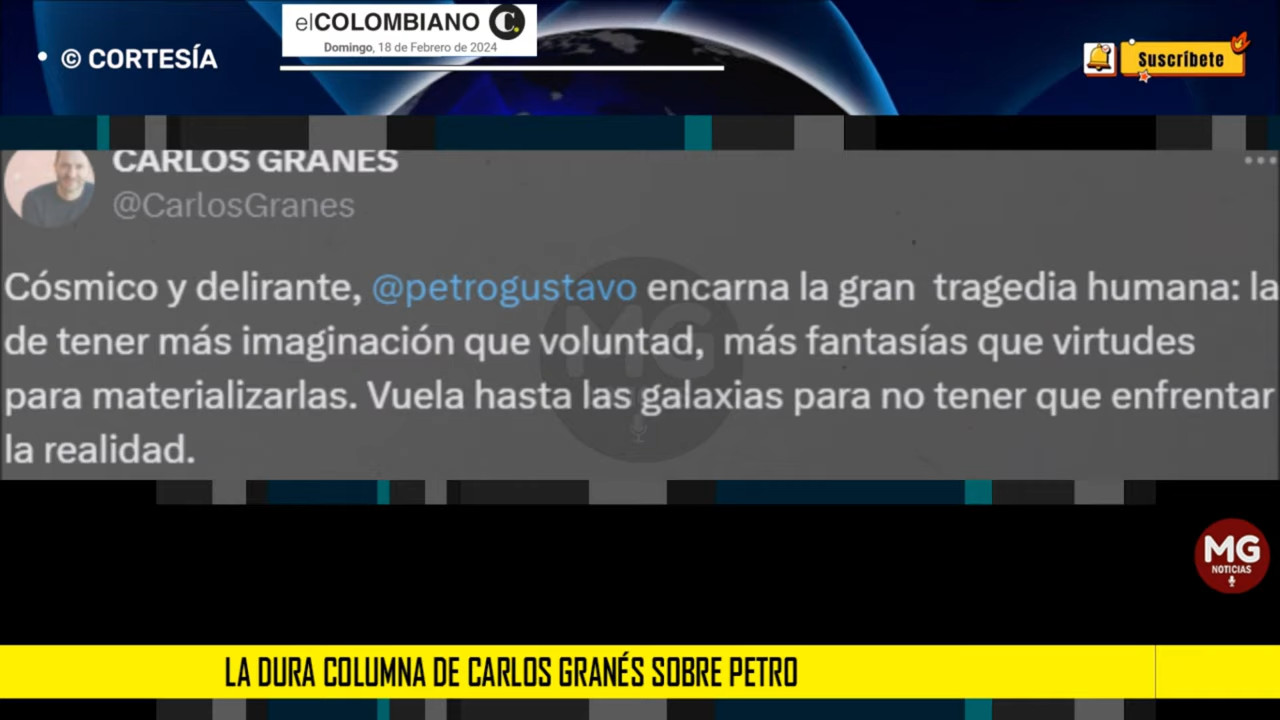 elCOLOMBIANO C.
Domingo, 18 de Febrero de 2024
© CORTESÍA
Suscríbete
CARLOS GRANÉS
@CarlosGranes
Cósmico y delirante, @petrogustavo encarna la gran tragedia humana: la
de tener más imaginación que voluntad, más fantasías que virtudes
para materializarlas. Vuela hasta las galaxias para no tener que enfrentar
la realidad.
MG
MG
NOTICIAS
LA DURA COLUMNA DE CARLOS GRANÉS SOBRE PETRO